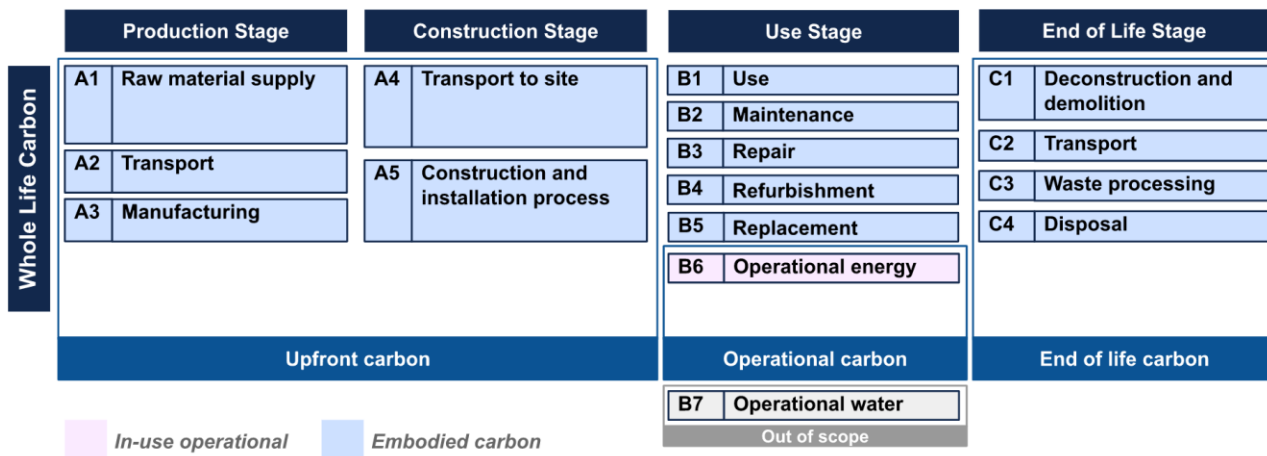 Production Stage
Construction Stage
Use Stage
End of Life Stage
Whole Life Carbon
A1 Raw material supply
A2 Transport
A3 Manufacturing
A4 Transport to site
A5 Construction and
installation process
B1 Use
B2 Maintenance
B3 Repair
B4 Refurbishment
B5 Replacement
B6 Operational energy
C1 Deconstruction and
demolition
C2 Transport
C3 Waste processing
C4 Disposal
Upfront carbon
Operational carbon
End of life carbon
B7 Operational water
Out of scope
In-use operational
Embodied carbon